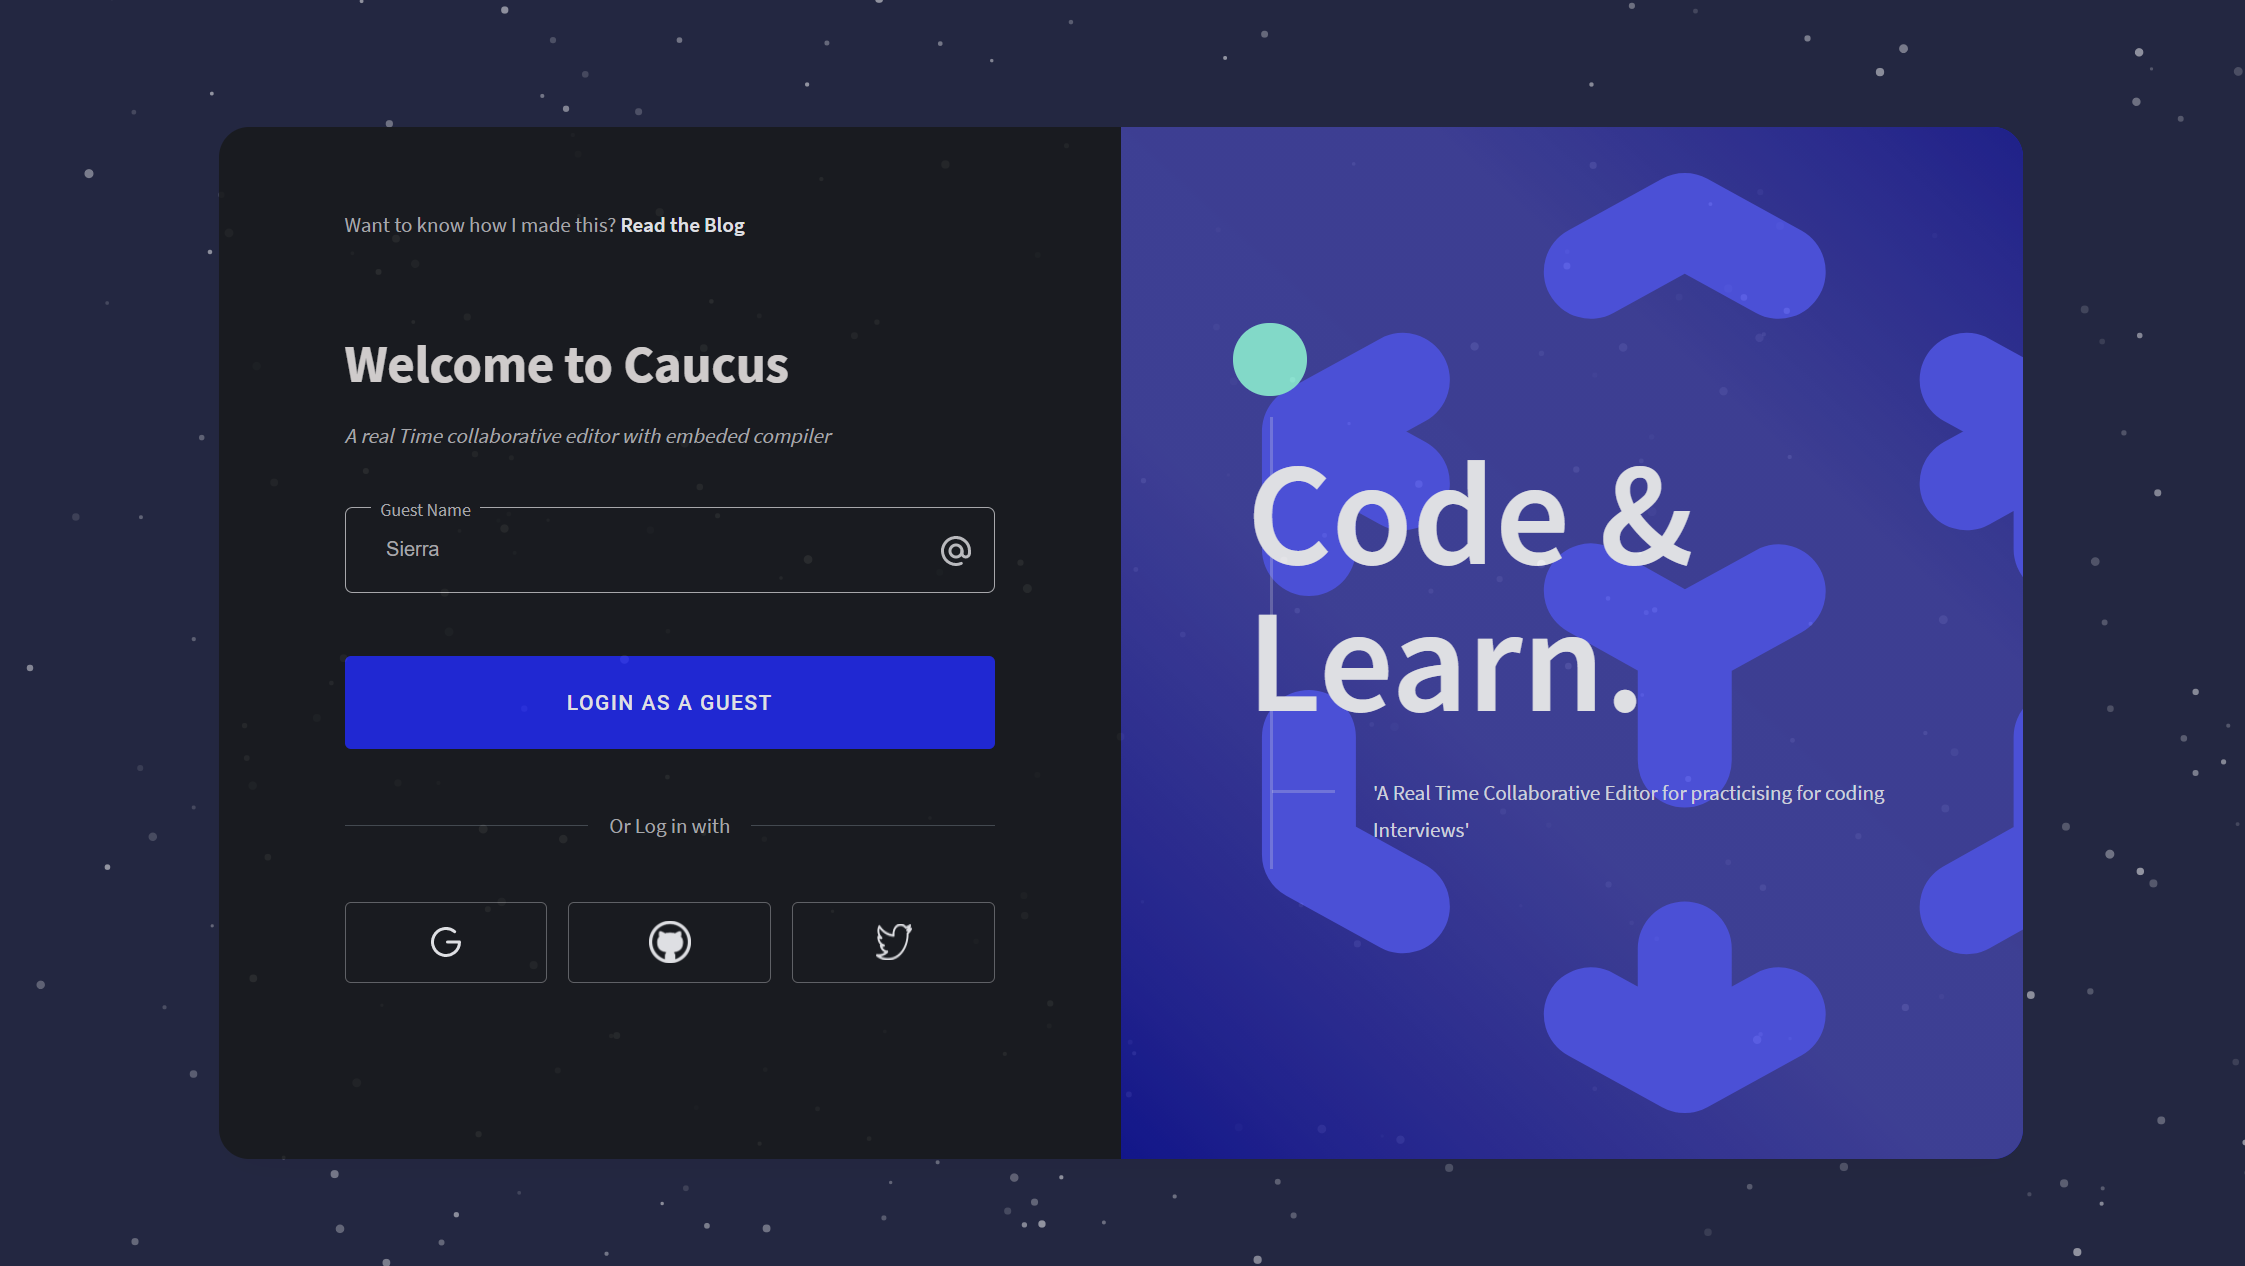 Want to know how I made this? Read the Blog
Welcome to Caucus
A real Time collaborative editor with embeded compiler
Guest Name
Sierra
LOGIN AS A GUEST
Or Log in with
Code &
Learn.
'A Real Time Collaborative Editor for practicising for coding
Interviews'